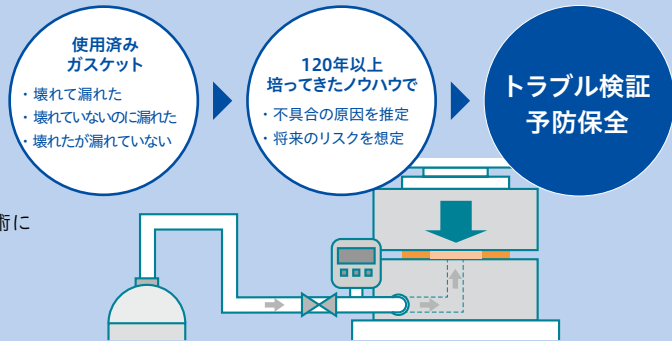 使用済み
ガスケット
・壊れて漏れた
・壊れていないのに漏れた
・壊れたが漏れていない
120年以上
培ってきたノウハウで
・不具合の原因を推定
・将来のリスクを想定
トラブル検証
予防保全
術に